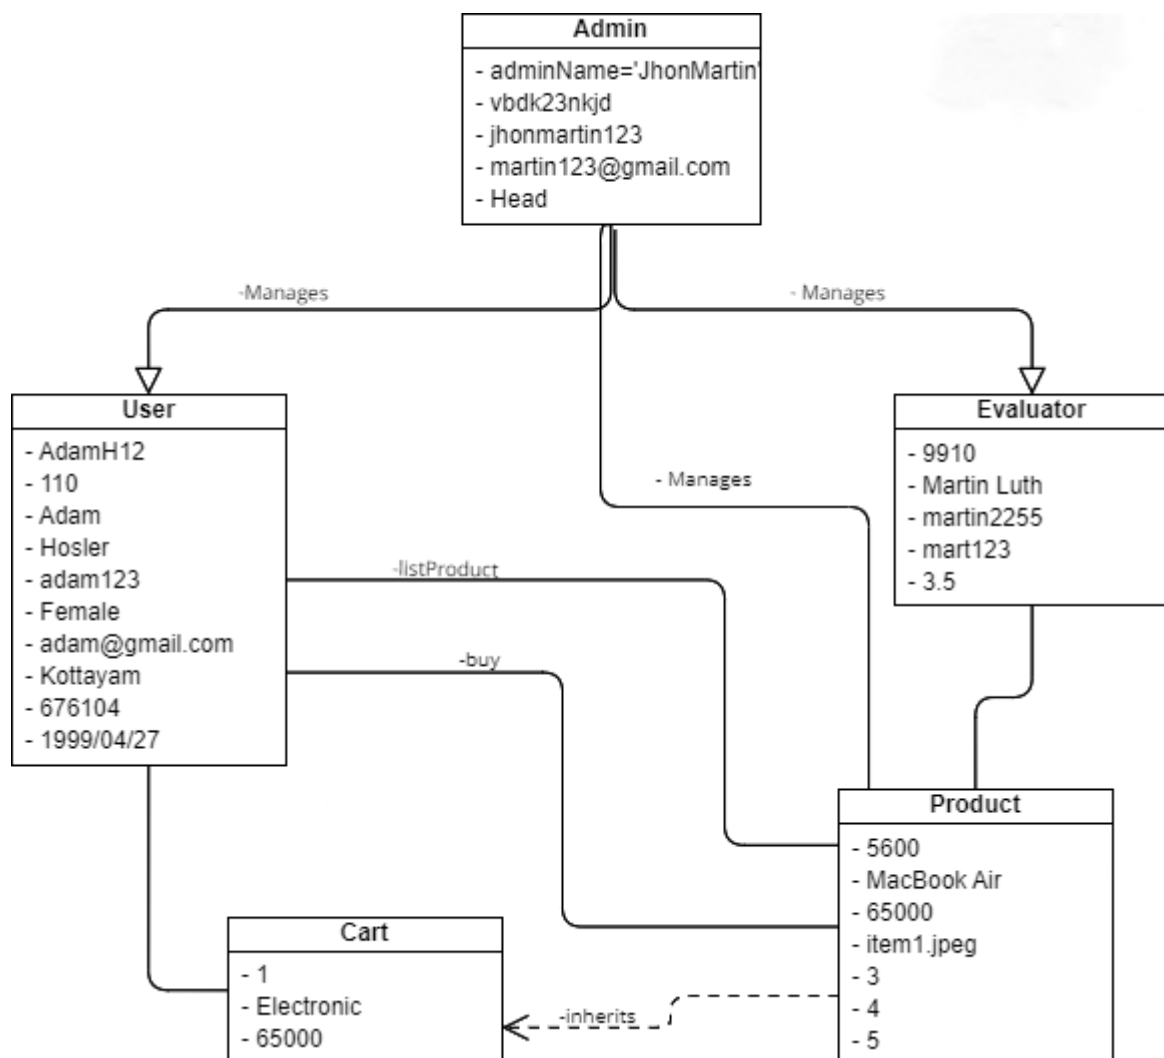 Admin
- adminName='JhonMartin'
- vbdk23nkjd
- jhonmartin123
- martin123@gmail.com
- Head
-Manages
- Manages
User
- AdamH12
- 110
- Adam
- Hosler
- adam123
- Female
- adam@gmail.com
- Kottayam
- 676104
- 1999/04/27
Evaluator
- 9910
- Martin Luth
- martin2255
- mart123
- 3.5
- Manages
-listProduct
-buy
Product
- 5600
- MacBook Air
- 65000
- item1.jpeg
- 3
- 4
- 5
Cart
- 1
- Electronic
- 65000
-inherits